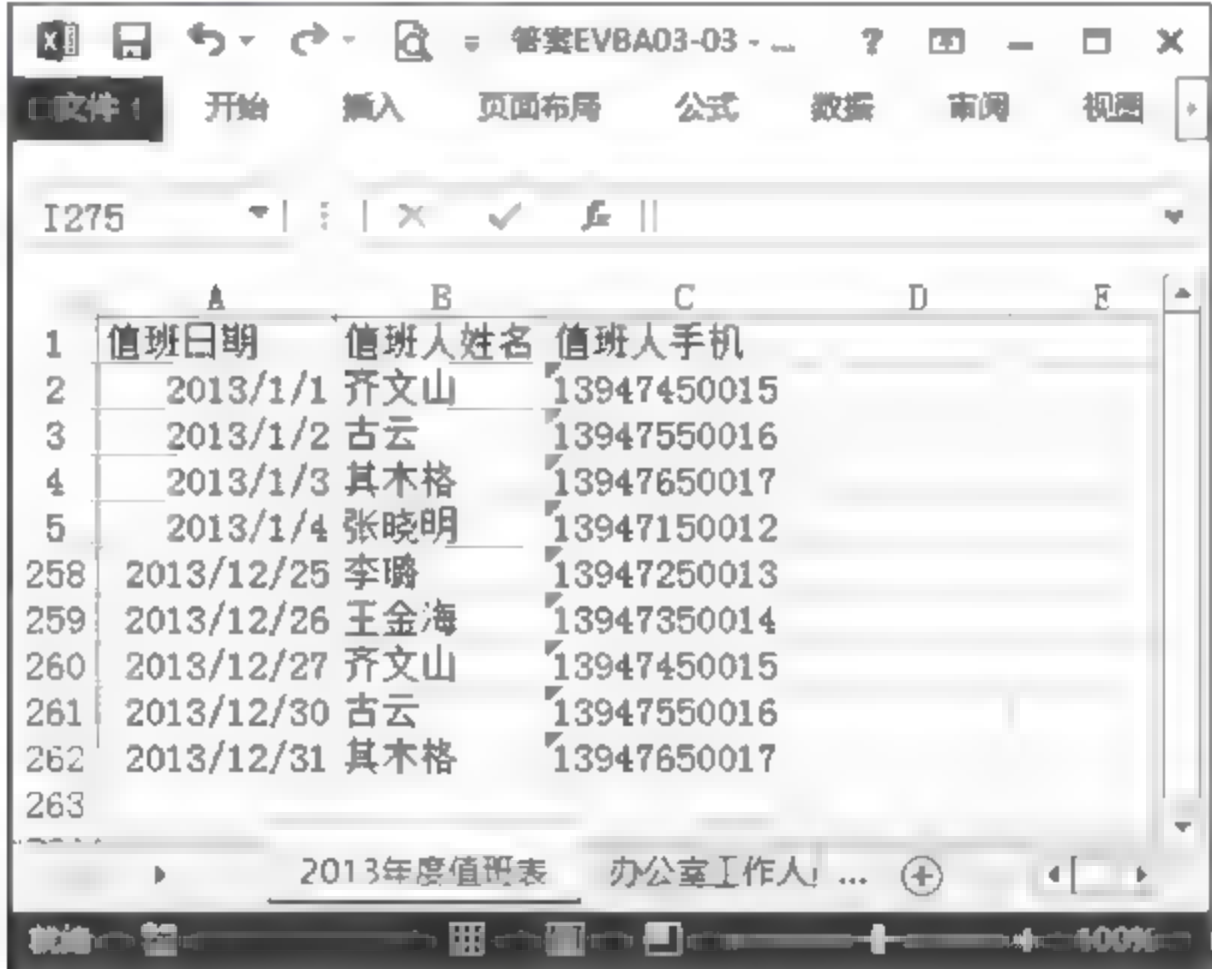 答案EVBA03-03 - ... ?
文件 开始 插入 页面布局 公式 数据 审阅 视图
I275 fx
A B C D E
1 值班日期 值班人姓名 值班人手机
2 2013/1/1 齐文山 13947450015
3 2013/1/2 古云 13947550016
4 2013/1/3 其木格 13947650017
5 2013/1/4 张晓明 13947150012
258 2013/12/25 李璐 13947250013
259 2013/12/26 王金海 13947350014
260 2013/12/27 齐文山 13947450015
261 2013/12/30 古云 13947550016
262 2013/12/31 其木格 13947650017
263
2013年度值班表 办公室工作人 ...
就绪 100%